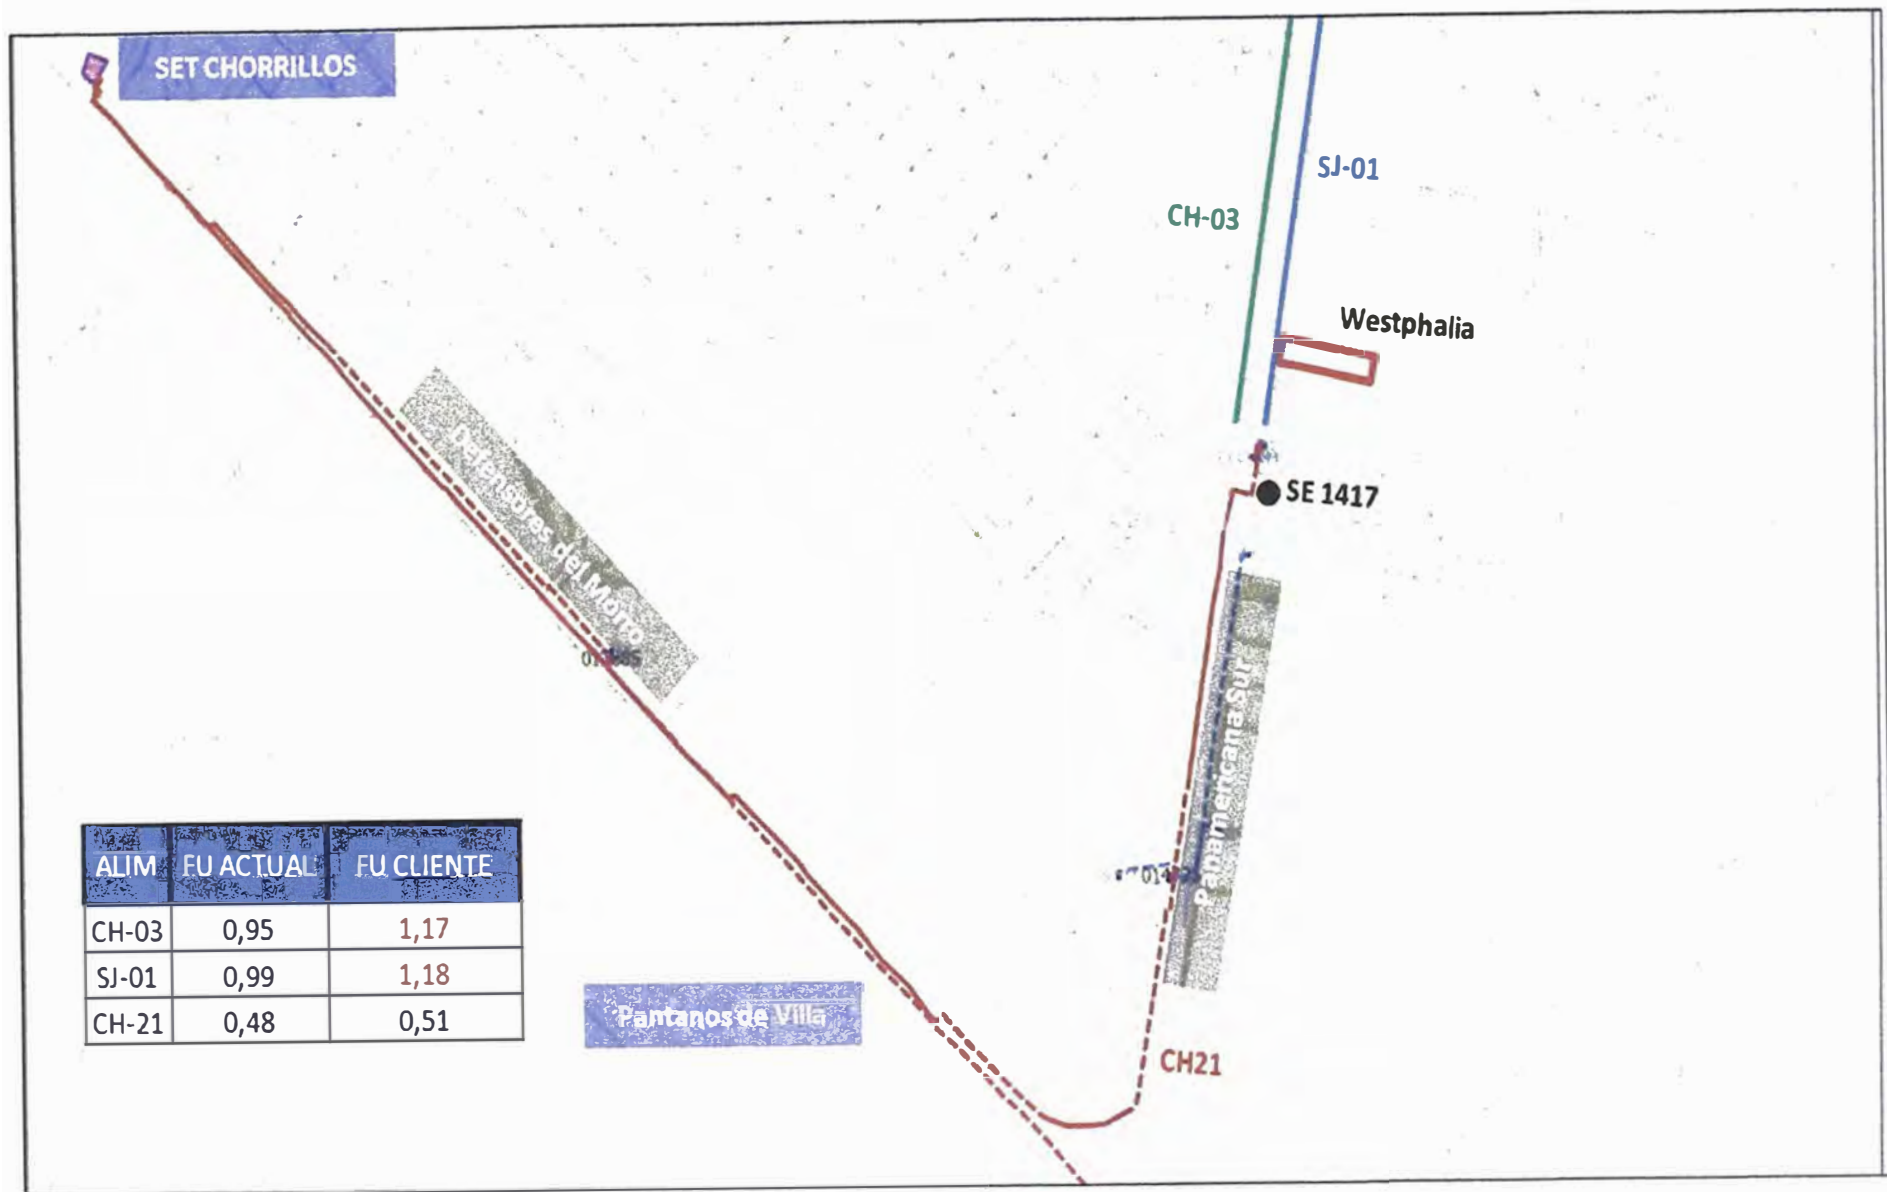 SET CHORRILLOS
SJ-01
CH-03
Westphalia
SE 1417
Defensores del Morro
Panamericana Sur
ALIM FU ACTUAL FU CLIENTE
CH-03 0,95 1,17
SJ-01 0,99 1,18
CH-21 0,48 0,51
Pantanos de Villa
CH21